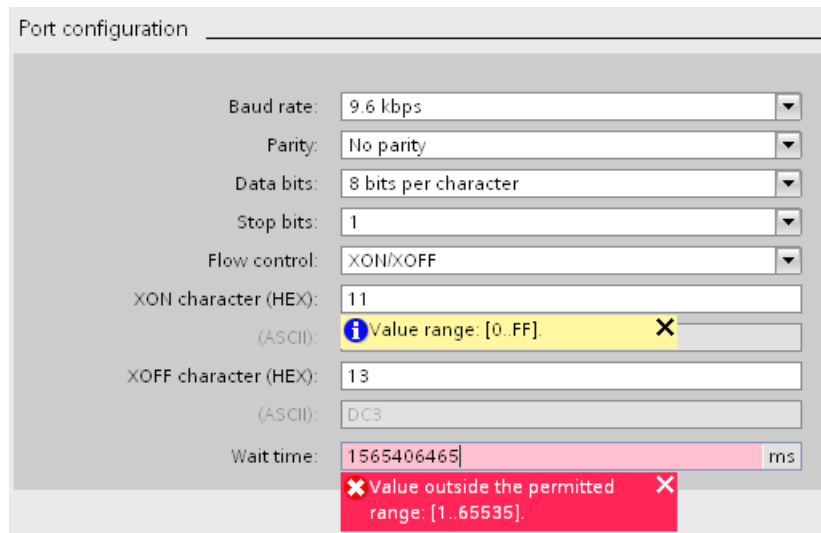 Port configuration
Baud rate: 9.6 kbps
Parity: No parity
Data bits: 8 bits per character
Stop bits: 1
Flow control: XON/XOFF
XON character (HEX): 11
(ASCII): Value range: [0..FF].
XOFF character (HEX): 13
(ASCII): DC3
Wait time: 1565406465 ms
Value outside the permitted
range: [1..65535].